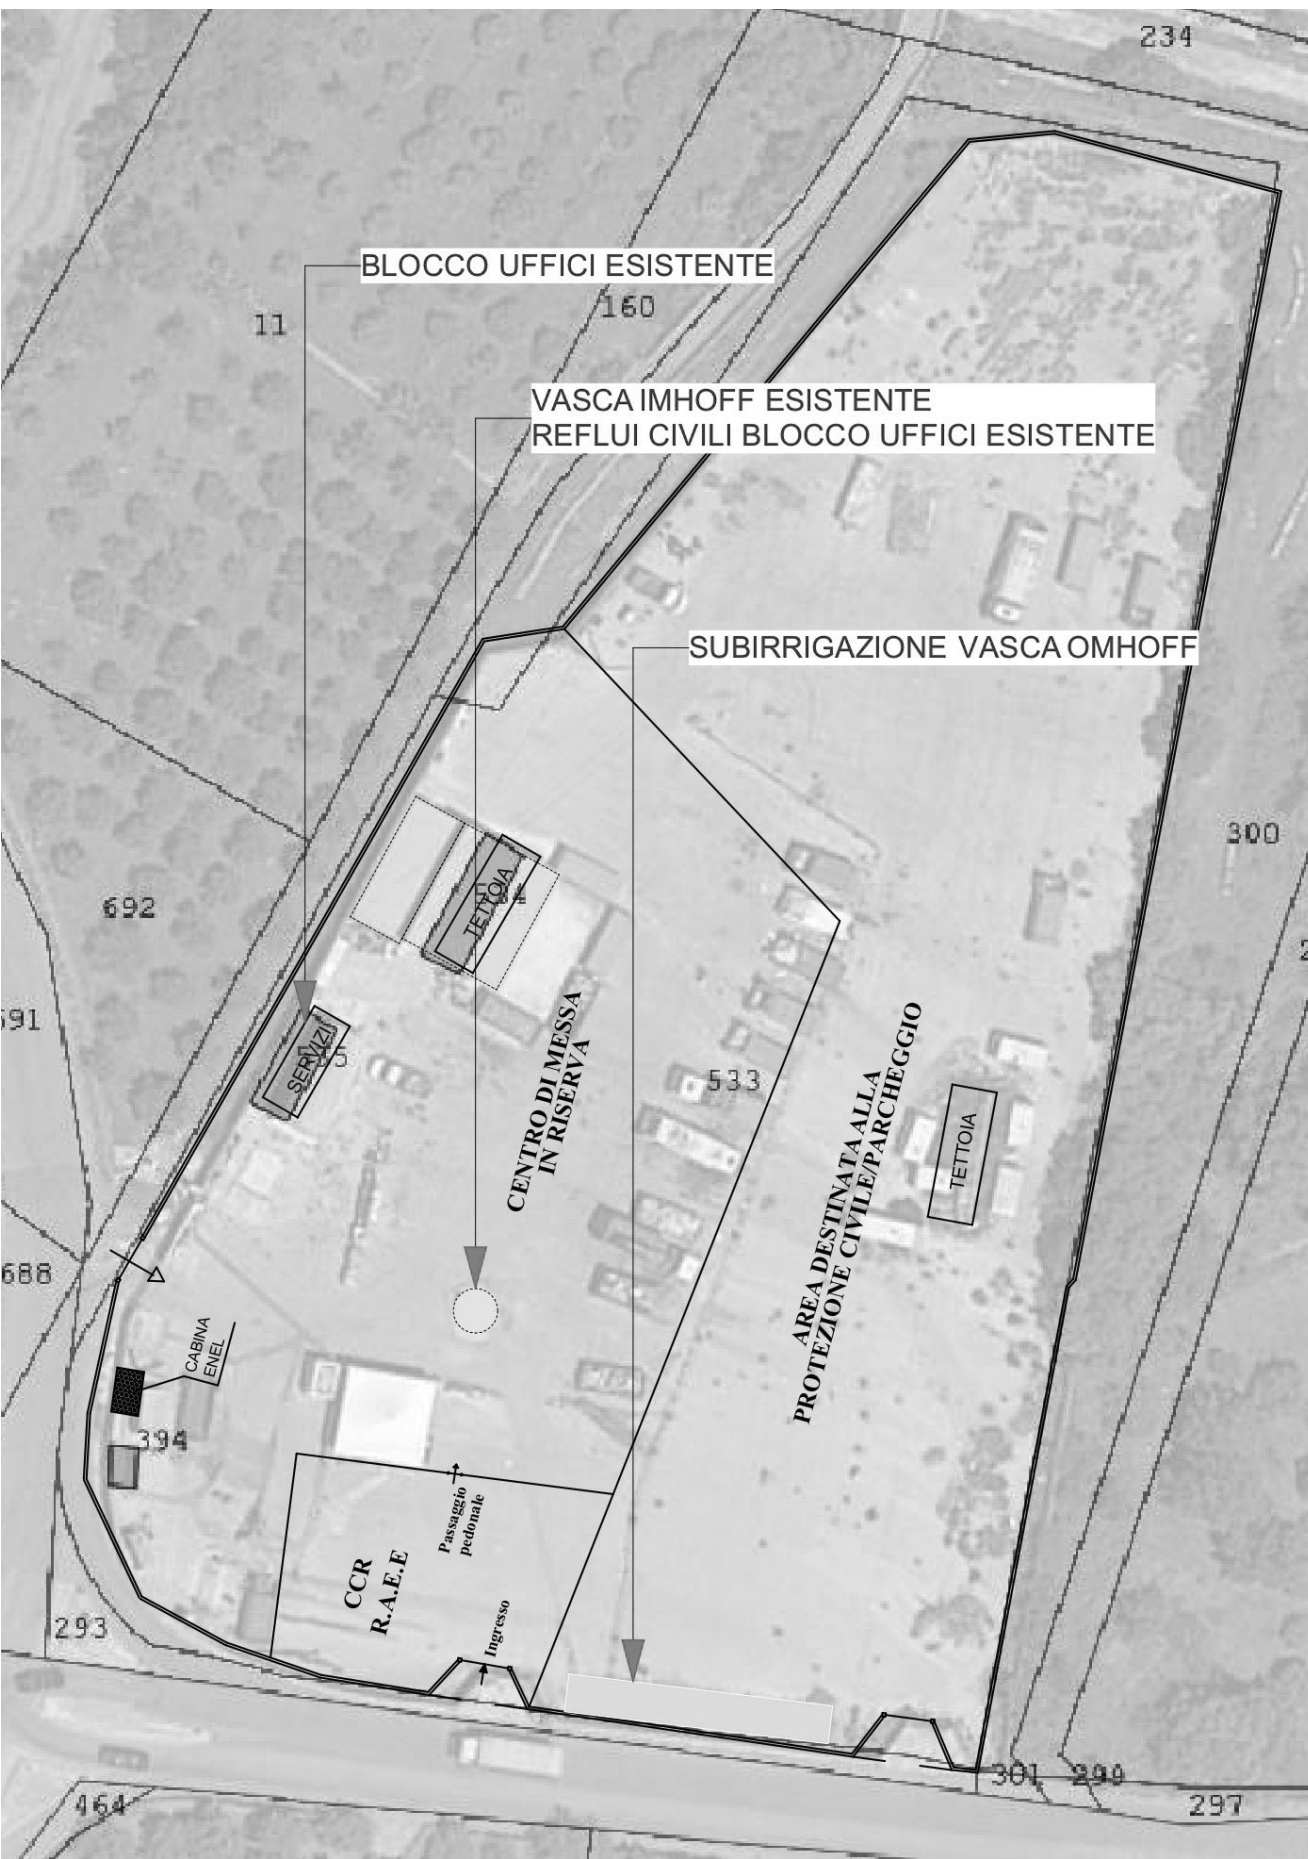 234
BLOCCO UFFICI ESISTENTE
160
11
VASCA IMHOFF ESISTENTE
REFLUI CIVILI BLOCCO UFFICI ESISTENTE
SUBIRRIGAZIONE VASCA OMHOFF
300
TETTOIA
692
591
SERVIZI
CENTRO DI MESSA
IN RISERVA
533
AREA DESTINATA ALLA
PROTEZIONE CIVILE/PARCHEGGIO
TETTOIA
688
CABINA
ENEL
394
Passaggio
pedonale
CCR
R.A.E.E
Ingresso
293
301
299
464
297